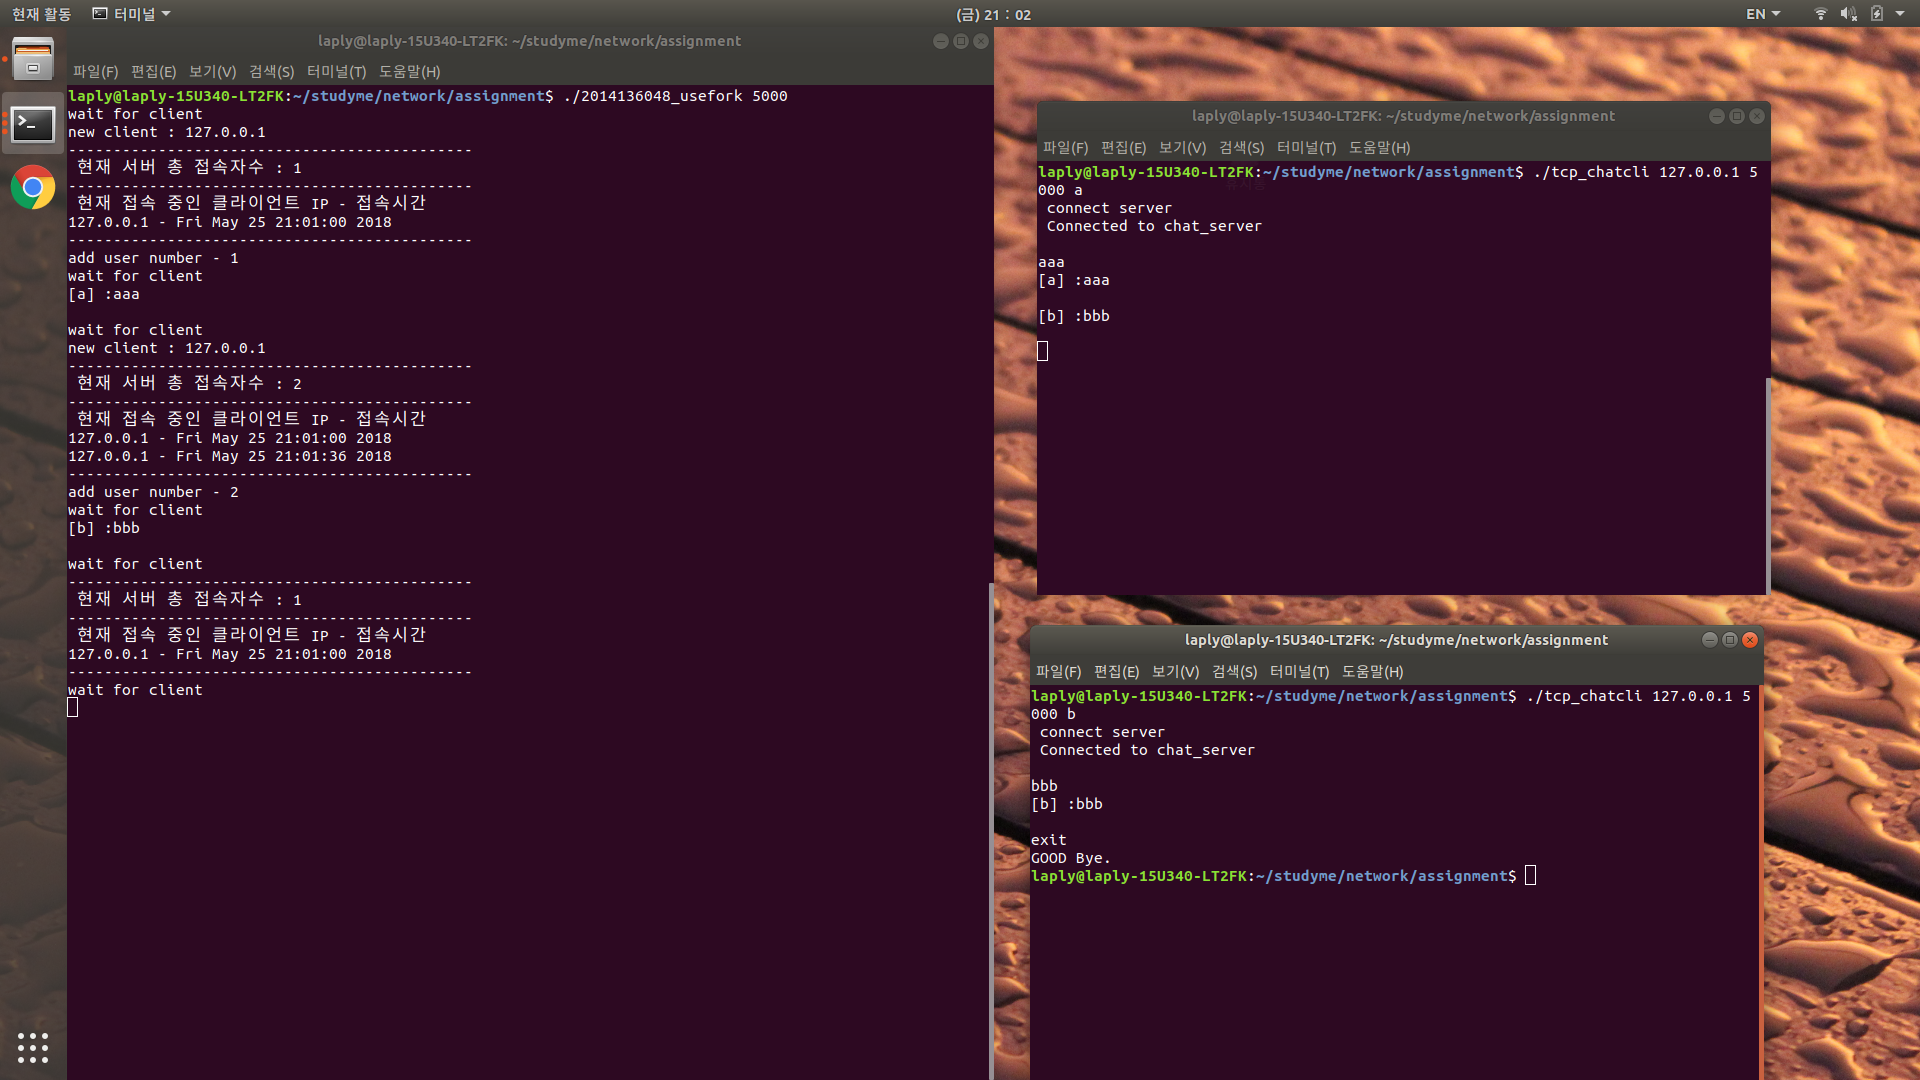 현재 활동 터미널 (금) 21 : 02 EN
laply@laply-15U340-LT2FK: ~/studyme/network/assignment
파일(F) 편집(E) 보기(V) 검색(S) 터미널(T) 도움말(H)
laply@laply-15U340-LT2FK:~/studyme/network/assignment$ ./2014136048_usefork 5000
wait for client
new client : 127.0.0.1
---------------------------------------------
현재 서버 총 접속자수 : 1
---------------------------------------------
현재 접속 중인 클라이언트 IP - 접속시간
127.0.0.1 - Fri May 25 21:01:00 2018
---------------------------------------------
add user number - 1
wait for client
[a] :aaa
wait for client
new client : 127.0.0.1
---------------------------------------------
현재 서버 총 접속자수 : 2
---------------------------------------------
현재 접속 중인 클라이언트 IP - 접속시간
127.0.0.1 - Fri May 25 21:01:00 2018
127.0.0.1 - Fri May 25 21:01:36 2018
---------------------------------------------
add user number - 2
wait for client
[b] :bbb
wait for client
---------------------------------------------
현재 서버 총 접속자수 : 1
---------------------------------------------
현재 접속 중인 클라이언트 IP - 접속시간
127.0.0.1 - Fri May 25 21:01:00 2018
---------------------------------------------
wait for client
laply@laply-15U340-LT2FK: ~/studyme/network/assignment
파일(F) 편집(E) 보기(V) 검색(S) 터미널(T) 도움말(H)
laply@laply-15U340-LT2FK:~/studyme/network/assignment$ ./tcp_chatcli 127.0.0.1 5
000 a
connect server
Connected to chat_server
aaa
[a] :aaa
[b] :bbb
laply@laply-15U340-LT2FK: ~/studyme/network/assignment
파일(F) 편집(E) 보기(V) 검색(S) 터미널(T) 도움말(H)
laply@laply-15U340-LT2FK:~/studyme/network/assignment$ ./tcp_chatcli 127.0.0.1 5
000 b
connect server
Connected to chat_server
bbb
[b] :bbb
exit
GOOD Bye.
laply@laply-15U340-LT2FK:~/studyme/network/assignment$